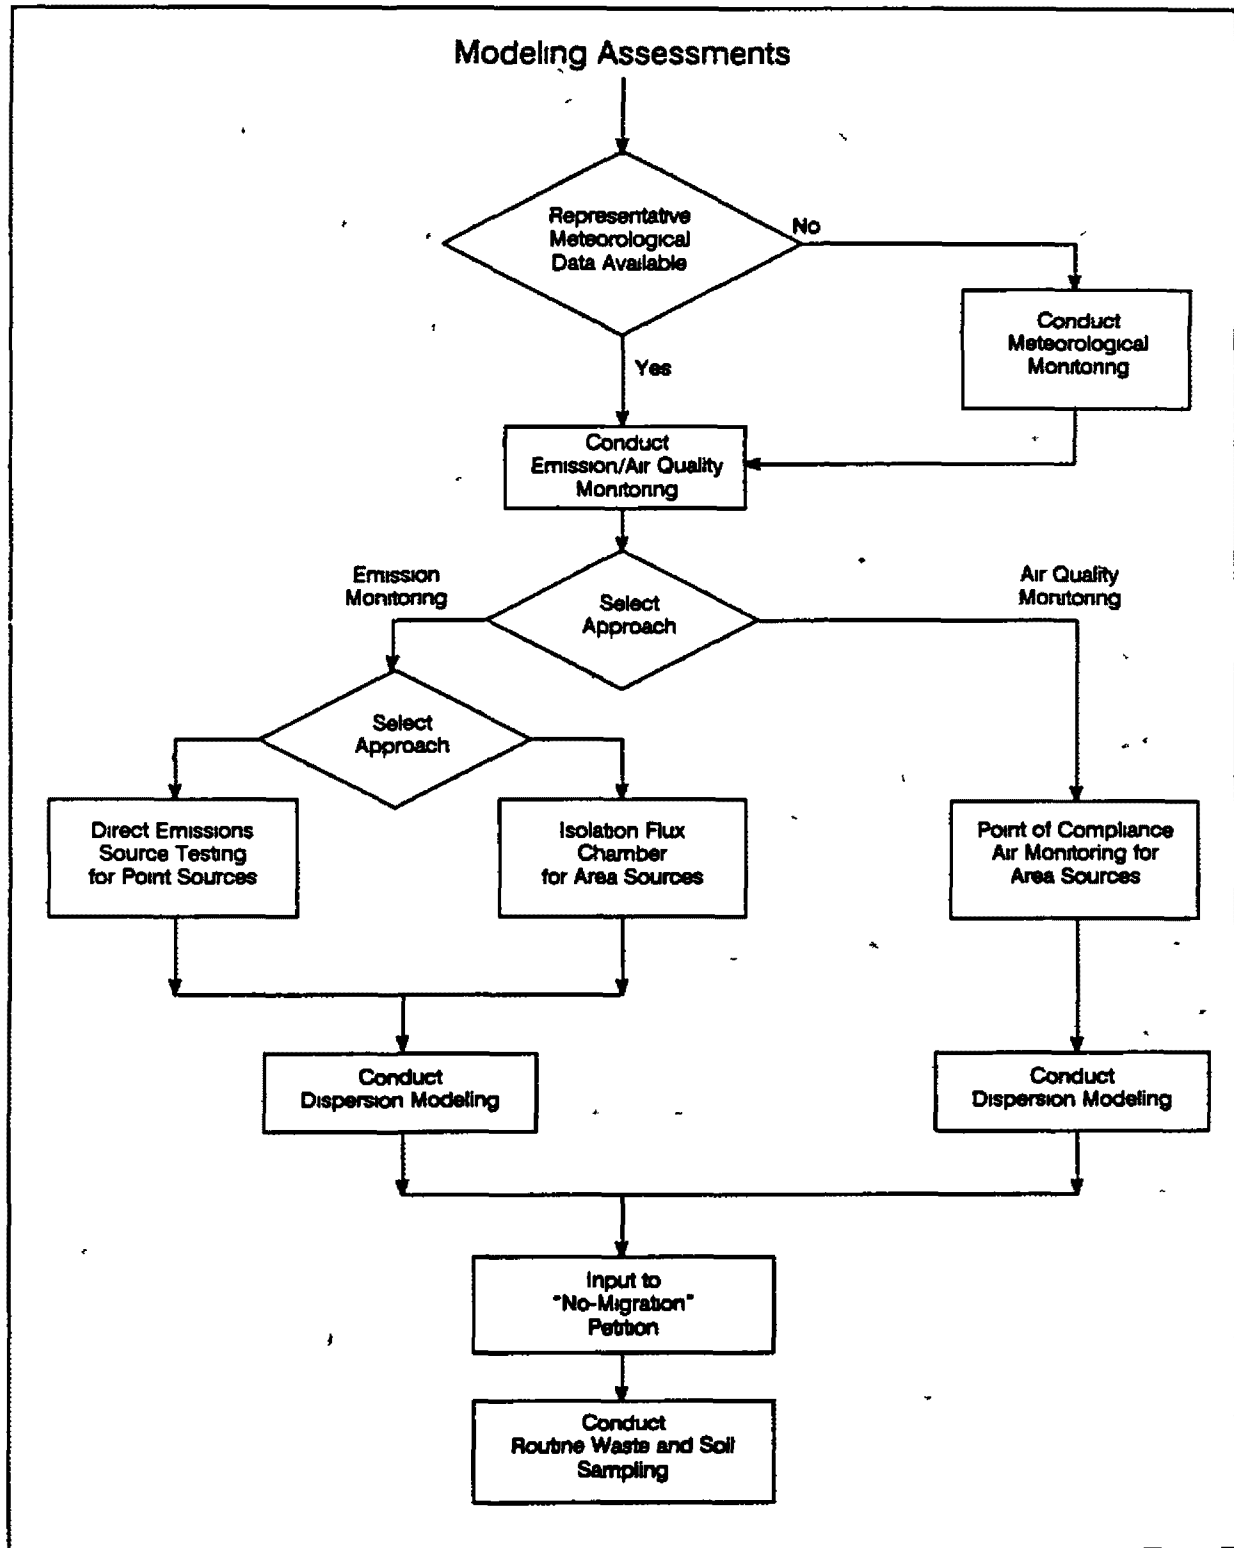 Modeling Assessments
Representative
Meteorological
Data Available
No
Conduct
Meteorological
Monitoring
Yes
Conduct
Emission/Air Quality
Monitoring
Emission
Monitoring
Select
Approach
Air Quality
Monitoring
Select
Approach
Direct Emissions
Source Testing
for Point Sources
Isolation Flux
Chamber
for Area Sources
Point of Compliance
Air Monitoring for
Area Sources
Conduct
Dispersion Modeling
Conduct
Dispersion Modeling
Input to
"No-Migration"
Petition
Conduct
Routine Waste and Soil
Sampling